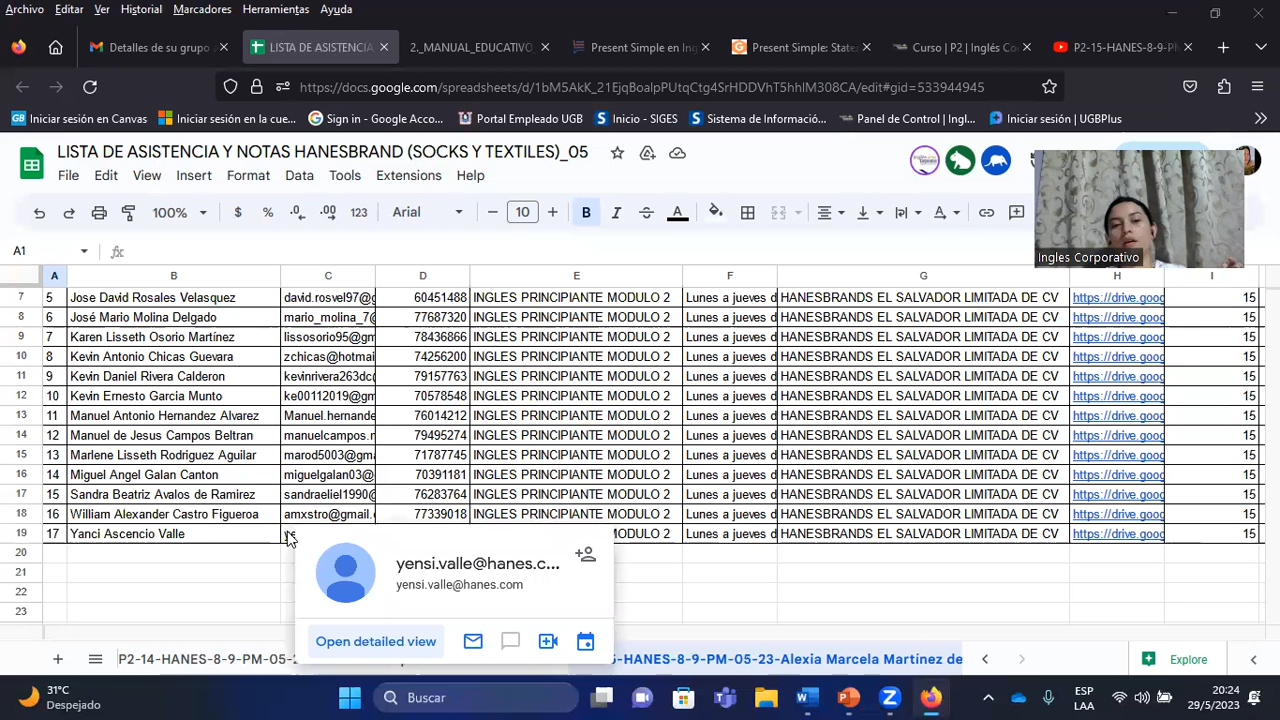 Archivo Editar Ver Historial Marcadores Herramientas Ayuda
Detalles de su grupo LISTA DE ASISTENCIA 2._MANUAL_EDUCATIVO Present Simple en Ing Present Simple: State Curso | P2 | Inglés Co P2-15-HANES-8-9-PM-
https://docs.google.com/spreadsheets/d/1bM5AkK_21EjqBoalpPUtqCtg4SrHDDVhT5hhIM308CA/edit#gid=533944945
Iniciar sesión en Canvas Iniciar sesión en la cue... Sign in - Google Acco... Portal Empleado UGB Inicio - SIGES Sistema de Informació... Panel de Control | Ingl... Iniciar sesión | UGBPlus
LISTA DE ASISTENCIA Y NOTAS HANESBRAND (SOCKS Y TEXTILES)_05
File Edit View Insert Format Data Tools Extensions Help
100% $ % .0 .00 123 Arial 10 B I A
Ingles Corporativo
A1 fx
A B C D E F G H I
7 5 Jose David Rosales Velasquez david.rosvel97@g 60451488 INGLES PRINCIPIANTE MODULO 2 Lunes a jueves d HANESBRANDS EL SALVADOR LIMITADA DE CV https://drive.goog 15
8 6 José Mario Molina Delgado mario_molina_7@ 77687320 INGLES PRINCIPIANTE MODULO 2 Lunes a jueves d HANESBRANDS EL SALVADOR LIMITADA DE CV https://drive.goog 15
9 7 Karen Lisseth Osorio Martínez lissosorio95@gm 78436866 INGLES PRINCIPIANTE MODULO 2 Lunes a jueves d HANESBRANDS EL SALVADOR LIMITADA DE CV https://drive.goog 15
10 8 Kevin Antonio Chicas Guevara zchicas@hotmai 74256200 INGLES PRINCIPIANTE MODULO 2 Lunes a jueves d HANESBRANDS EL SALVADOR LIMITADA DE CV https://drive.goog 15
11 9 Kevin Daniel Rivera Calderon kevinrivera263dc@ 79157763 INGLES PRINCIPIANTE MODULO 2 Lunes a jueves d HANESBRANDS EL SALVADOR LIMITADA DE CV https://drive.goog 15
12 10 Kevin Ernesto Garcia Munto ke00112019@gm 70578548 INGLES PRINCIPIANTE MODULO 2 Lunes a jueves d HANESBRANDS EL SALVADOR LIMITADA DE CV https://drive.goog 15
13 11 Manuel Antonio Hernandez Alvarez Manuel.hernande 76014212 INGLES PRINCIPIANTE MODULO 2 Lunes a jueves d HANESBRANDS EL SALVADOR LIMITADA DE CV https://drive.goog 15
14 12 Manuel de Jesus Campos Beltran manuelcampos.n 79495274 INGLES PRINCIPIANTE MODULO 2 Lunes a jueves d HANESBRANDS EL SALVADOR LIMITADA DE CV https://drive.goog 15
15 13 Marlene Lisseth Rodriguez Aguilar marod5003@gma 71787745 INGLES PRINCIPIANTE MODULO 2 Lunes a jueves d HANESBRANDS EL SALVADOR LIMITADA DE CV https://drive.goog 15
16 14 Miguel Angel Galan Canton miguelgalan03@ 70391181 INGLES PRINCIPIANTE MODULO 2 Lunes a jueves d HANESBRANDS EL SALVADOR LIMITADA DE CV https://drive.goog 15
17 15 Sandra Beatriz Avalos de Ramirez sandraeliel1990@ 76283764 INGLES PRINCIPIANTE MODULO 2 Lunes a jueves d HANESBRANDS EL SALVADOR LIMITADA DE CV https://drive.goog 15
18 16 William Alexander Castro Figueroa amxstro@gmail. 77339018 INGLES PRINCIPIANTE MODULO 2 Lunes a jueves d HANESBRANDS EL SALVADOR LIMITADA DE CV https://drive.goog 15
19 17 Yanci Ascencio Valle MODULO 2 Lunes a jueves d HANESBRANDS EL SALVADOR LIMITADA DE CV https://drive.goog 15
20
21
22
23
yensi.valle@hanes.c...
yensi.valle@hanes.com
Open detailed view
P2-14-HANES-8-9-PM-05-2 -HANES-8-9-PM-05-23-Alexia Marcela Martínez de Explore
31°C
Despejado
Buscar
ESP
LAA
20:24
29/5/2023